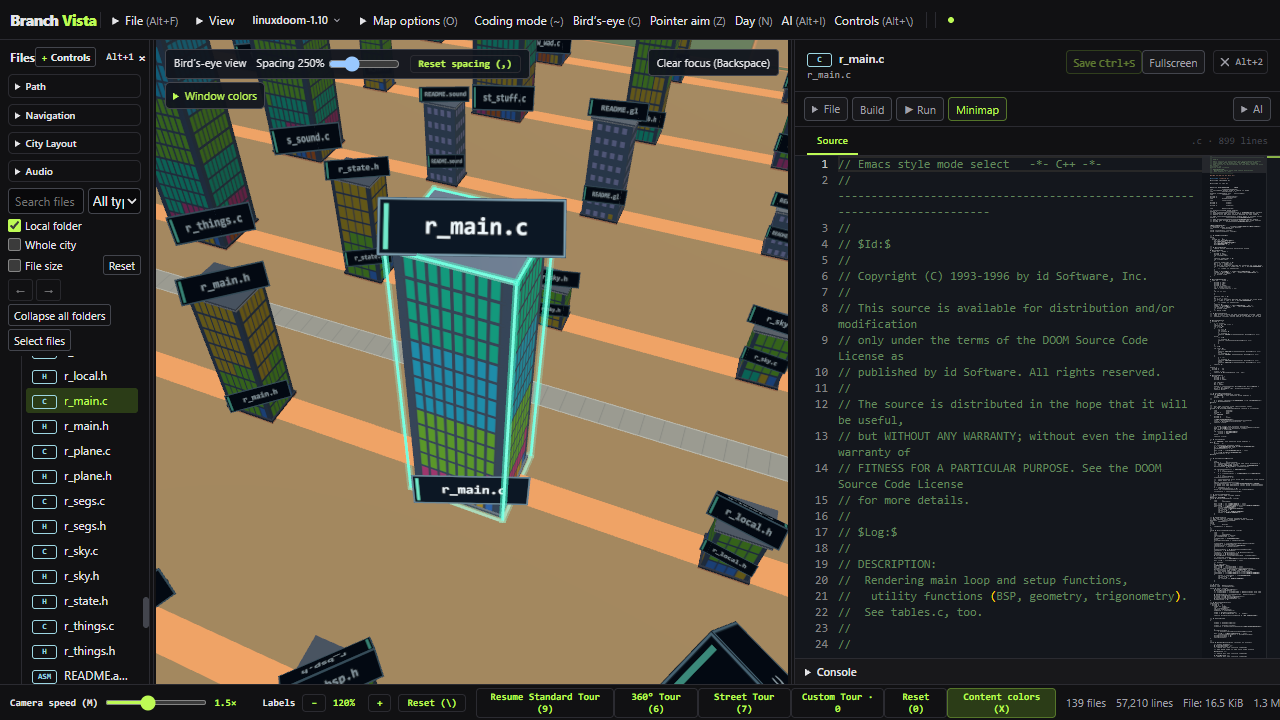 Branch Vista
File (Alt+F)
View
linuxdoom-1.10
Map options (O)
Coding mode (~)
Bird's-eye (C)
Pointer aim (Z)
Day (N)
AI (Alt+I)
Controls (Alt+\)
Files
+ Controls
Alt+1
×
Path
Navigation
City Layout
Audio
Search files
All typ
Local folder
Whole city
File size
Reset
←
→
Collapse all folders
Select files
H r_local.h
C r_main.c
H r_main.h
C r_plane.c
H r_plane.h
C r_segs.c
H r_segs.h
C r_sky.c
H r_sky.h
H r_state.h
C r_things.c
H r_things.h
ASM README.a...
Bird's-eye view
Spacing 250%
Reset spacing (,)
Clear focus (Backspace)
Window colors
README.sound
st_stuff.c
README.gl
s_sound.c
r_state.h
README.sound
README.gl
r_things.c
r_main.c
r_main.h
r_sky.c
r_main.h
r_main.c
r_local.h
r_local.h
C r_main.c
r_main.c
Save Ctrl+S
Fullscreen
× Alt+2
File
Build
Run
Minimap
AI
Source
.c · 899 lines
1 // Emacs style mode select   -*- C++ -*-
2 //
-----------------------------------------------------
----------------------
3 //
4 // $Id:$
5 //
6 // Copyright (C) 1993-1996 by id Software, Inc.
7 //
8 // This source is available for distribution and/or
modification
9 // only under the terms of the DOOM Source Code
License as
10 // published by id Software. All rights reserved.
11 //
12 // The source is distributed in the hope that it will
be useful,
13 // but WITHOUT ANY WARRANTY; without even the implied
warranty of
14 // FITNESS FOR A PARTICULAR PURPOSE. See the DOOM
Source Code License
15 // for more details.
16 //
17 // $Log:$
18 //
19 // DESCRIPTION:
20 //  Rendering main loop and setup functions,
21 //   utility functions (BSP, geometry, trigonometry).
22 //  See tables.c, too.
23 //
24 //
Console
Camera speed (M)
1.5×
Labels
-
120%
+
Reset (\)
Resume Standard Tour
(9)
360° Tour
(6)
Street Tour
(7)
Custom Tour ·
0
Reset
(0)
Content colors
(X)
139 files
57,210 lines
File: 16.5 KiB
1.3 M